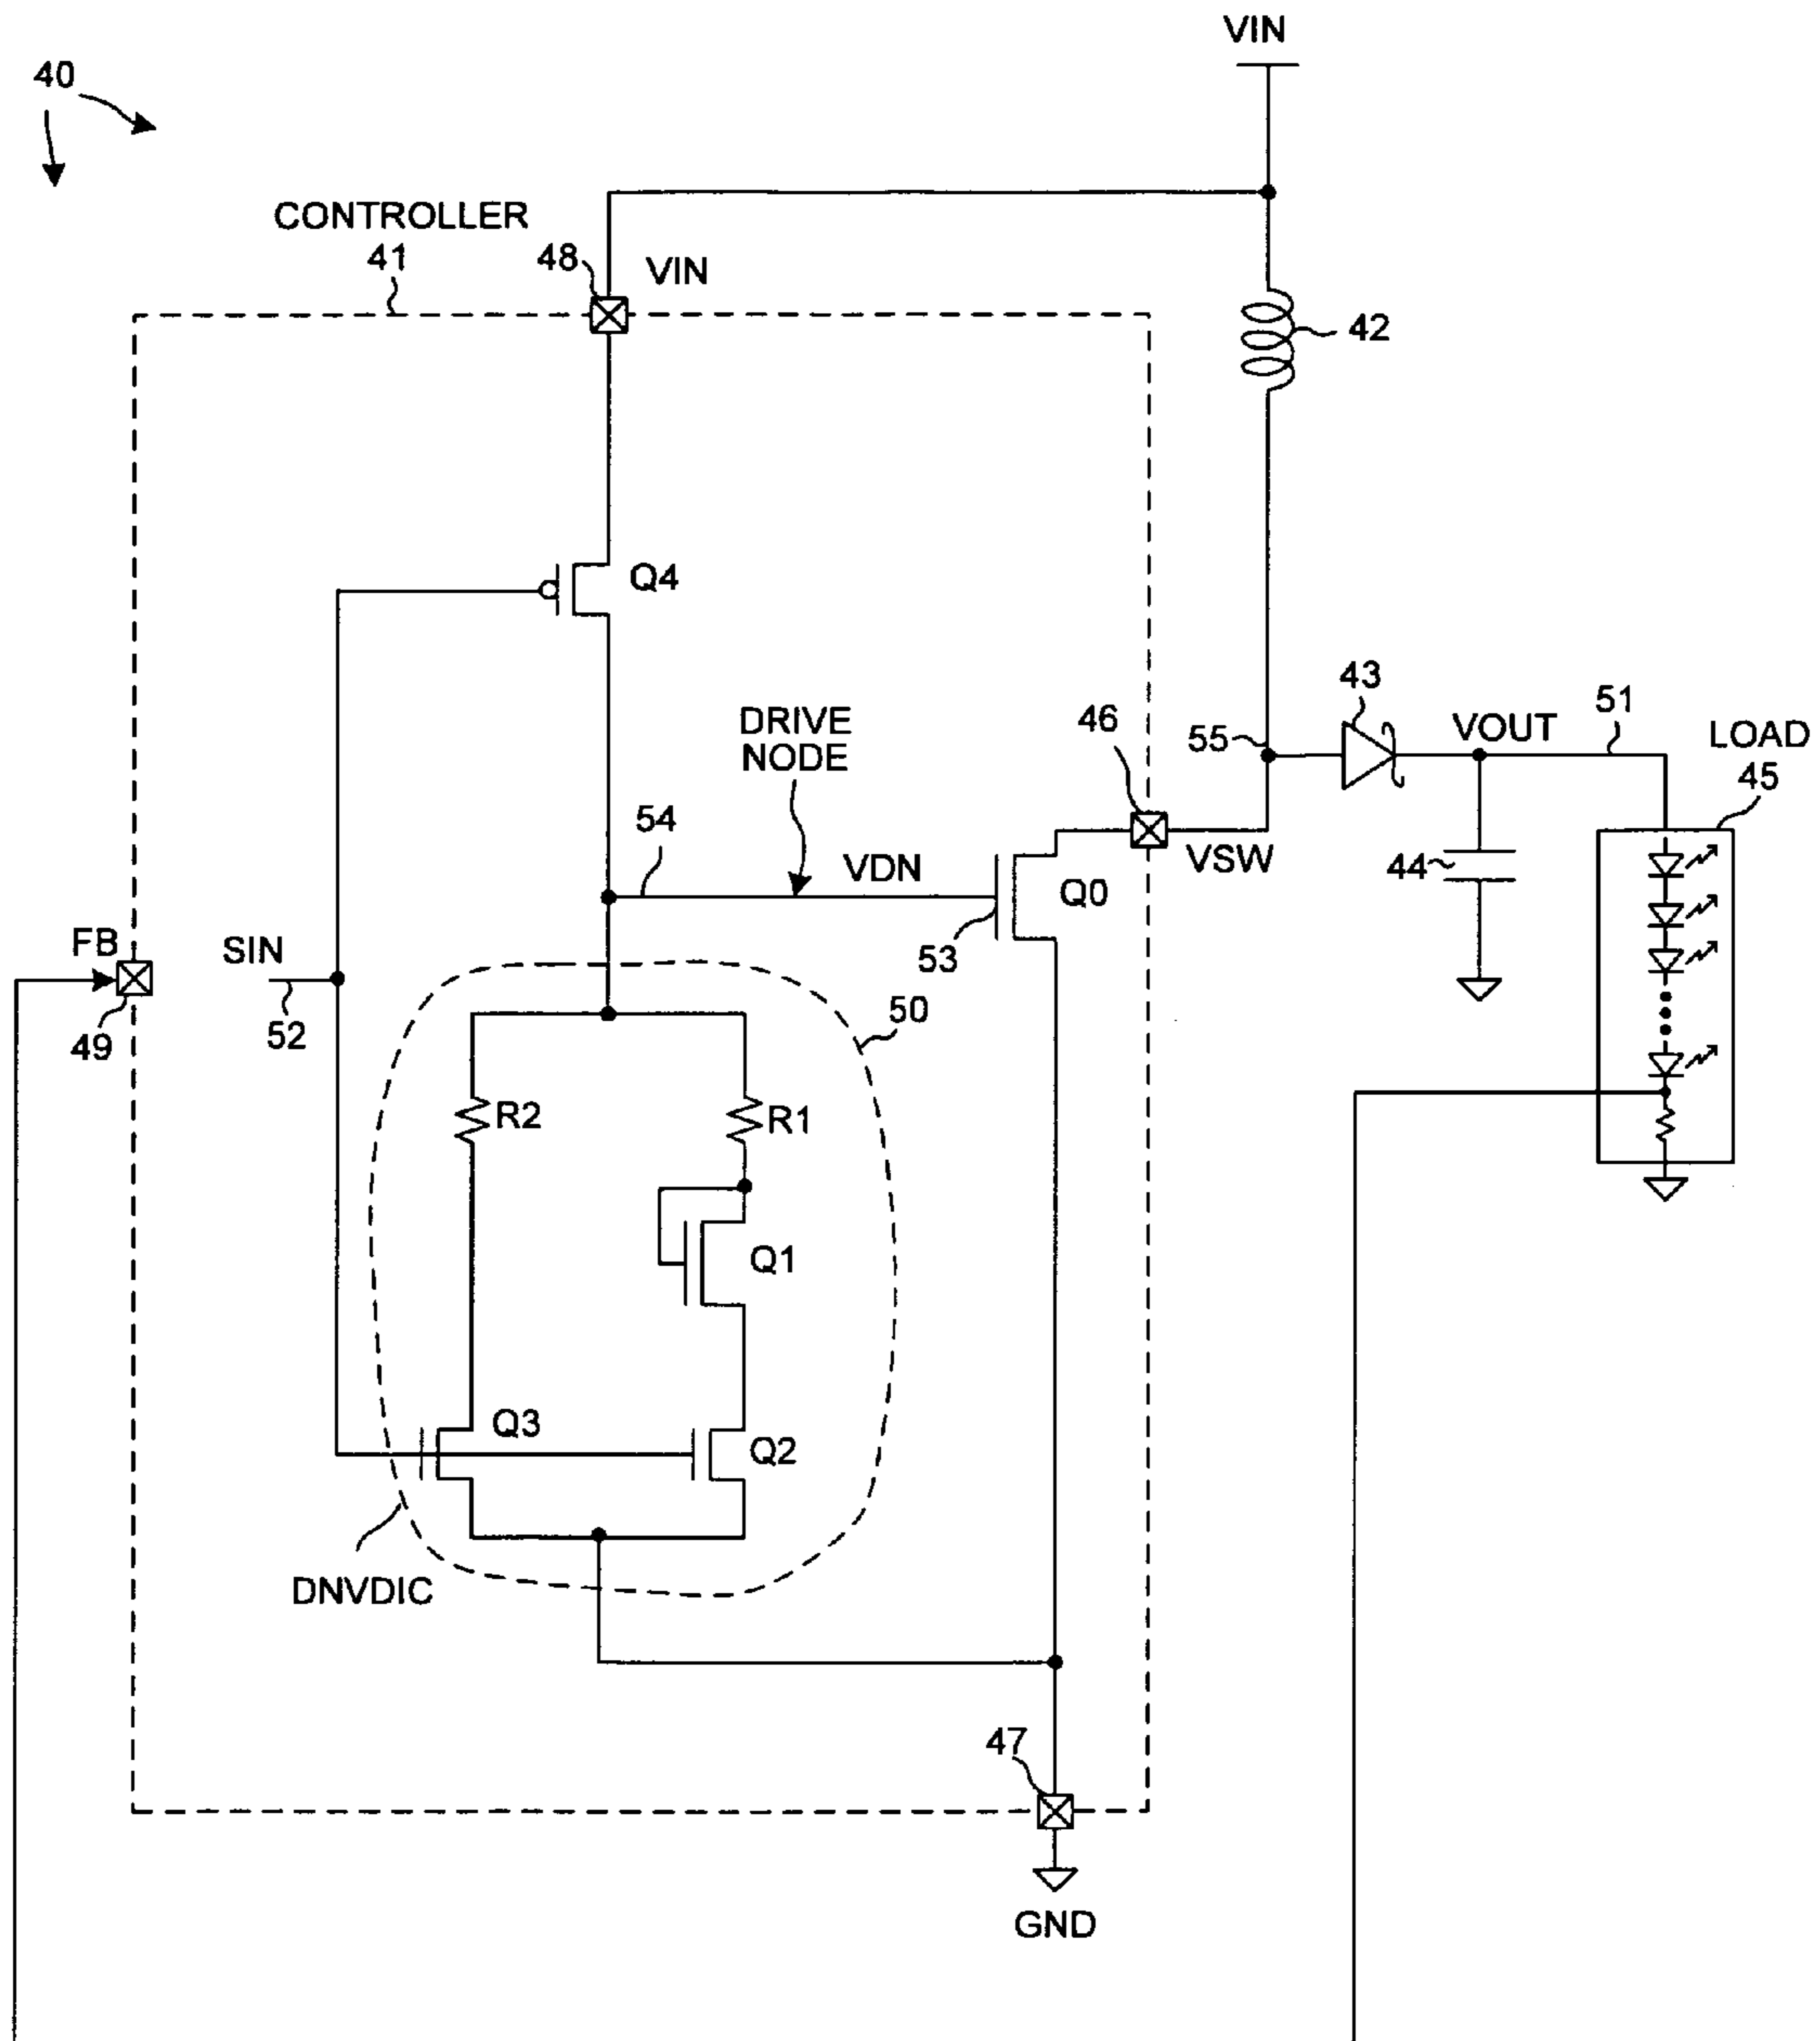 VIN
40
CONTROLLER
41
48
VIN
42
Q4
43
51
LOAD
45
VOUT
DRIVE
NODE
46
55
54
VDN
VSW
44
Q0
53
FB
SIN
49
52
50
R2
R1
Q1
Q3
Q2
DNVDIC
47
GND